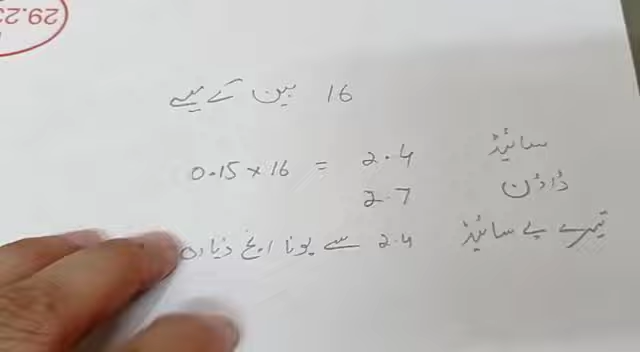 29.23
16 بین کے لیے
سائیڈ 2.4 = 0.15 x 16
ڈاؤن 2.7
تیرے پے سائیڈ 2.4 سے پونا انچ زیادہ